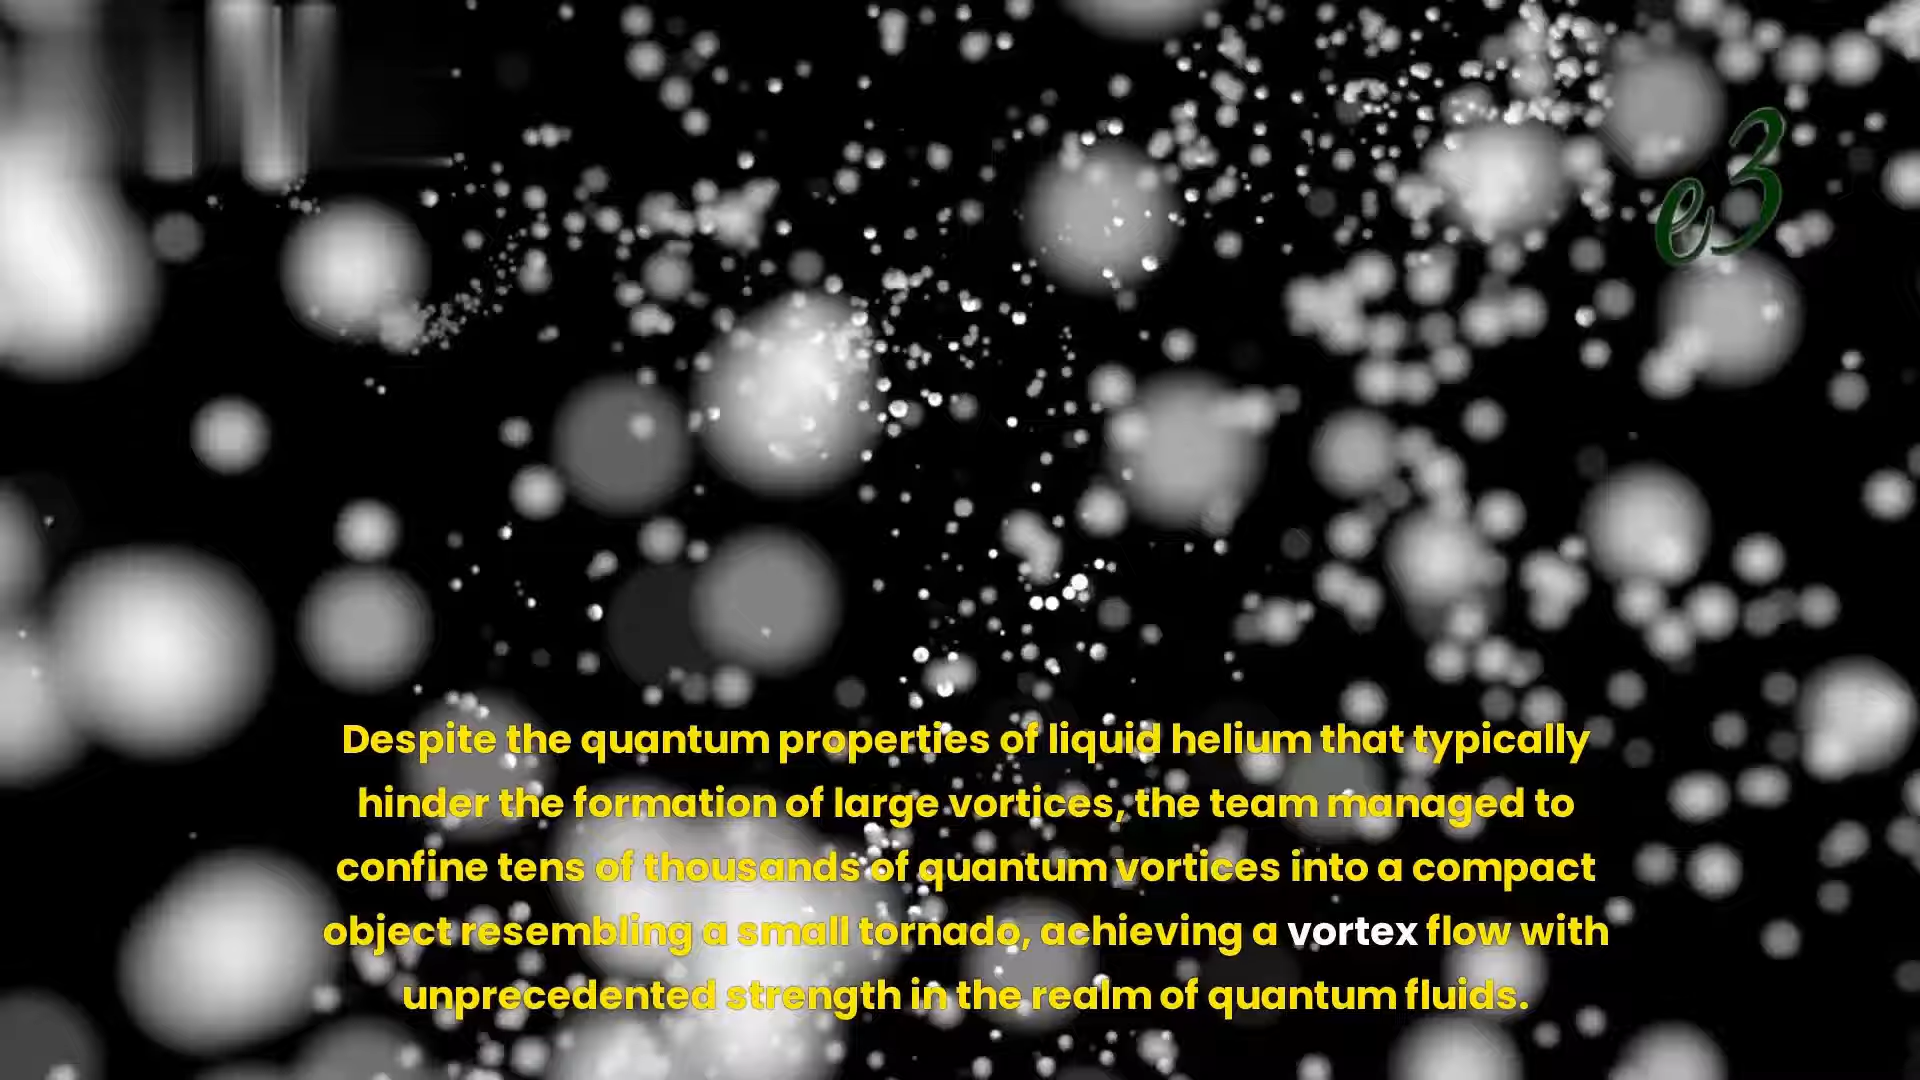 e3
Despite the quantum properties of liquid helium that typically
hinder the formation of large vortices, the team managed to
confine tens of thousands of quantum vortices into a compact
object resembling a small tornado, achieving a vortex flow with
unprecedented strength in the realm of quantum fluids.